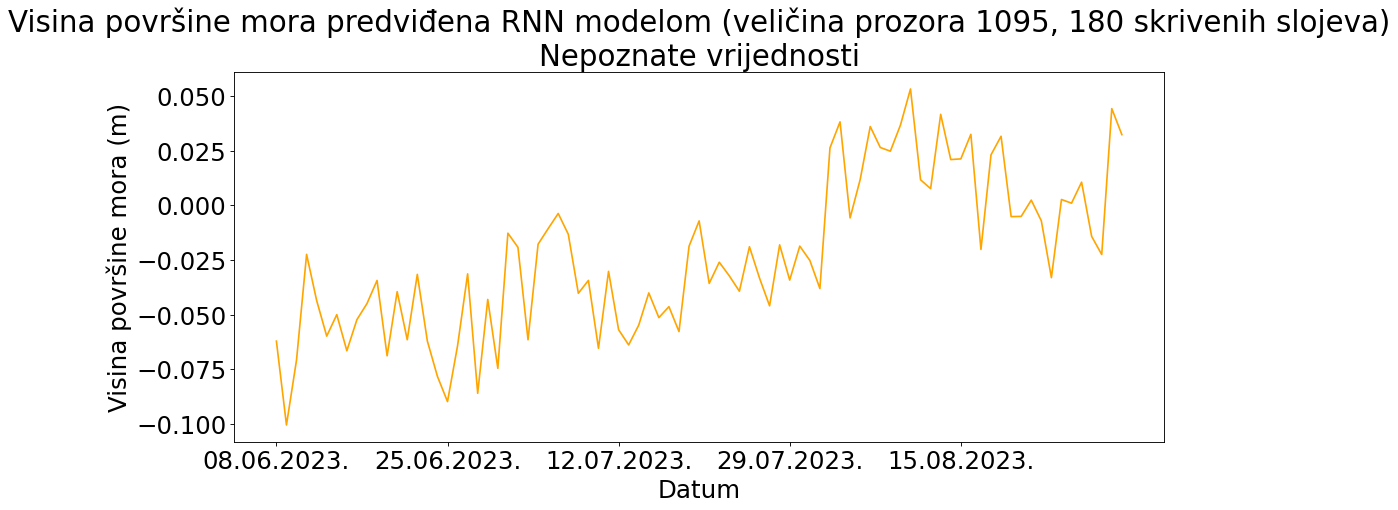 Visina površine mora predviđena RNN modelom (veličina prozora 1095, 180 skrivenih slojeva)
Nepoznate vrijednosti
Visina površine mora (m)
0.050
0.025
0.000
−0.025
−0.050
−0.075
−0.100
08.06.2023. 25.06.2023. 12.07.2023. 29.07.2023. 15.08.2023.
Datum